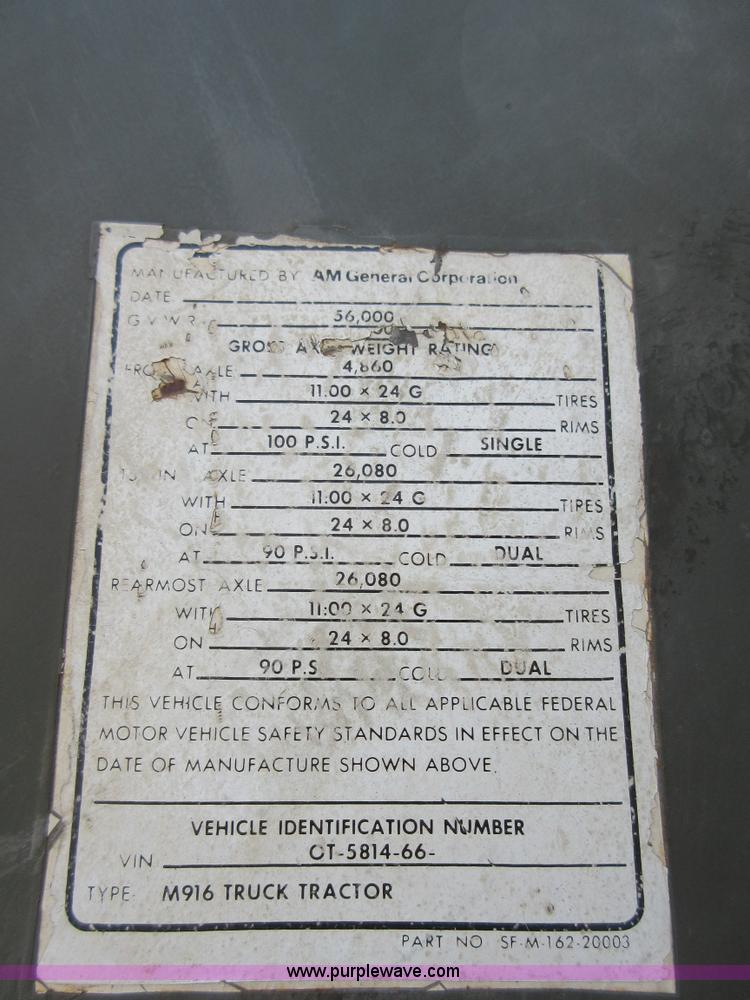 MANUFACTURED BY AM General Corporation
DATE
G V W R 56,000
GROSS AXLE WEIGHT RATING
AXLE 4,860
WITH 11.00 × 24 G TIRES
24 × 8.0 RIMS
AT 100 P.S.I. COLD SINGLE
AXLE 26,080
WITH 11:00 × 24 G TIRES
ON 24 × 8.0 RIMS
AT 90 P.S.I. COLD DUAL
REARMOST AXLE 26,080
WITH 11:00 × 24 G TIRES
ON 24 × 8.0 RIMS
AT 90 P.S COLD DUAL
THIS VEHICLE CONFORMS TO ALL APPLICABLE FEDERAL
MOTOR VEHICLE SAFETY STANDARDS IN EFFECT ON THE
DATE OF MANUFACTURE SHOWN ABOVE.
VEHICLE IDENTIFICATION NUMBER
VIN CT-5814-66-
TYPE: M916 TRUCK TRACTOR
PART NO SF-M-162-20003
www.purplewave.com